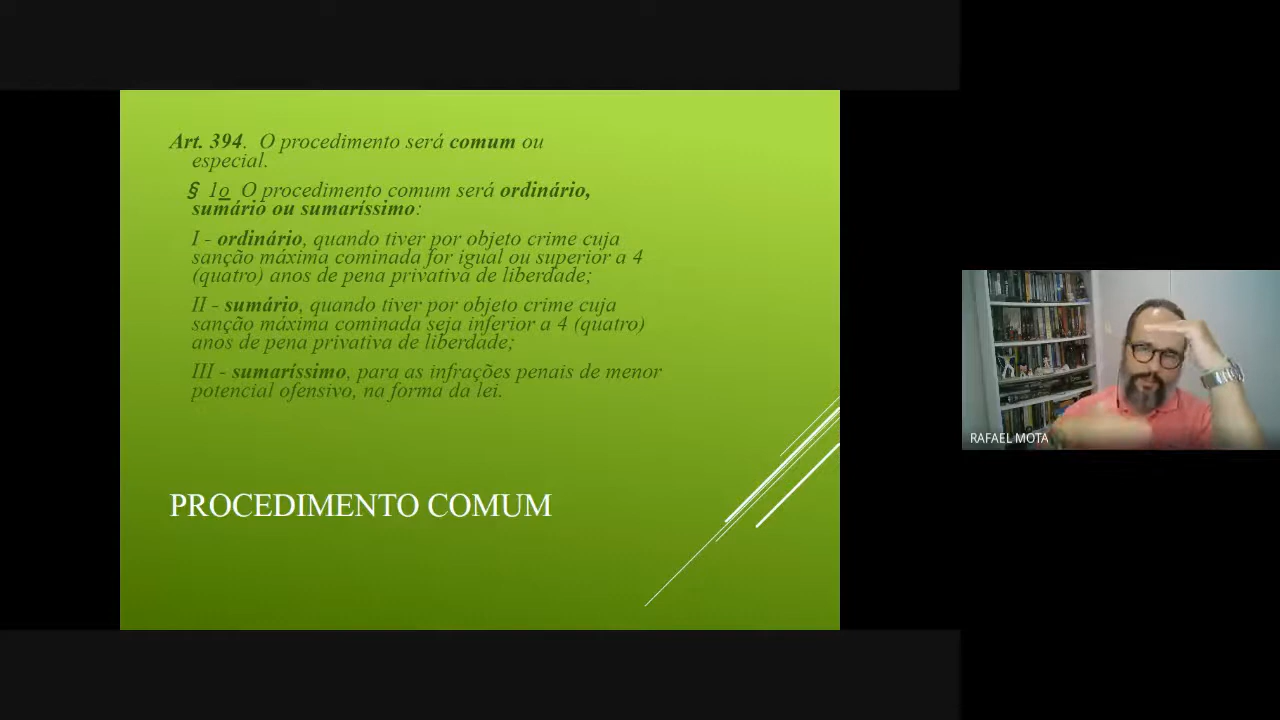 Art. 394.  O procedimento será comum ou
especial.
§ 1o  O procedimento comum será ordinário,
sumário ou sumaríssimo:
I - ordinário, quando tiver por objeto crime cuja
sanção máxima cominada for igual ou superior a 4
(quatro) anos de pena privativa de liberdade;
II - sumário, quando tiver por objeto crime cuja
sanção máxima cominada seja inferior a 4 (quatro)
anos de pena privativa de liberdade;
III - sumaríssimo, para as infrações penais de menor
potencial ofensivo, na forma da lei.
PROCEDIMENTO COMUM
RAFAEL MOTA